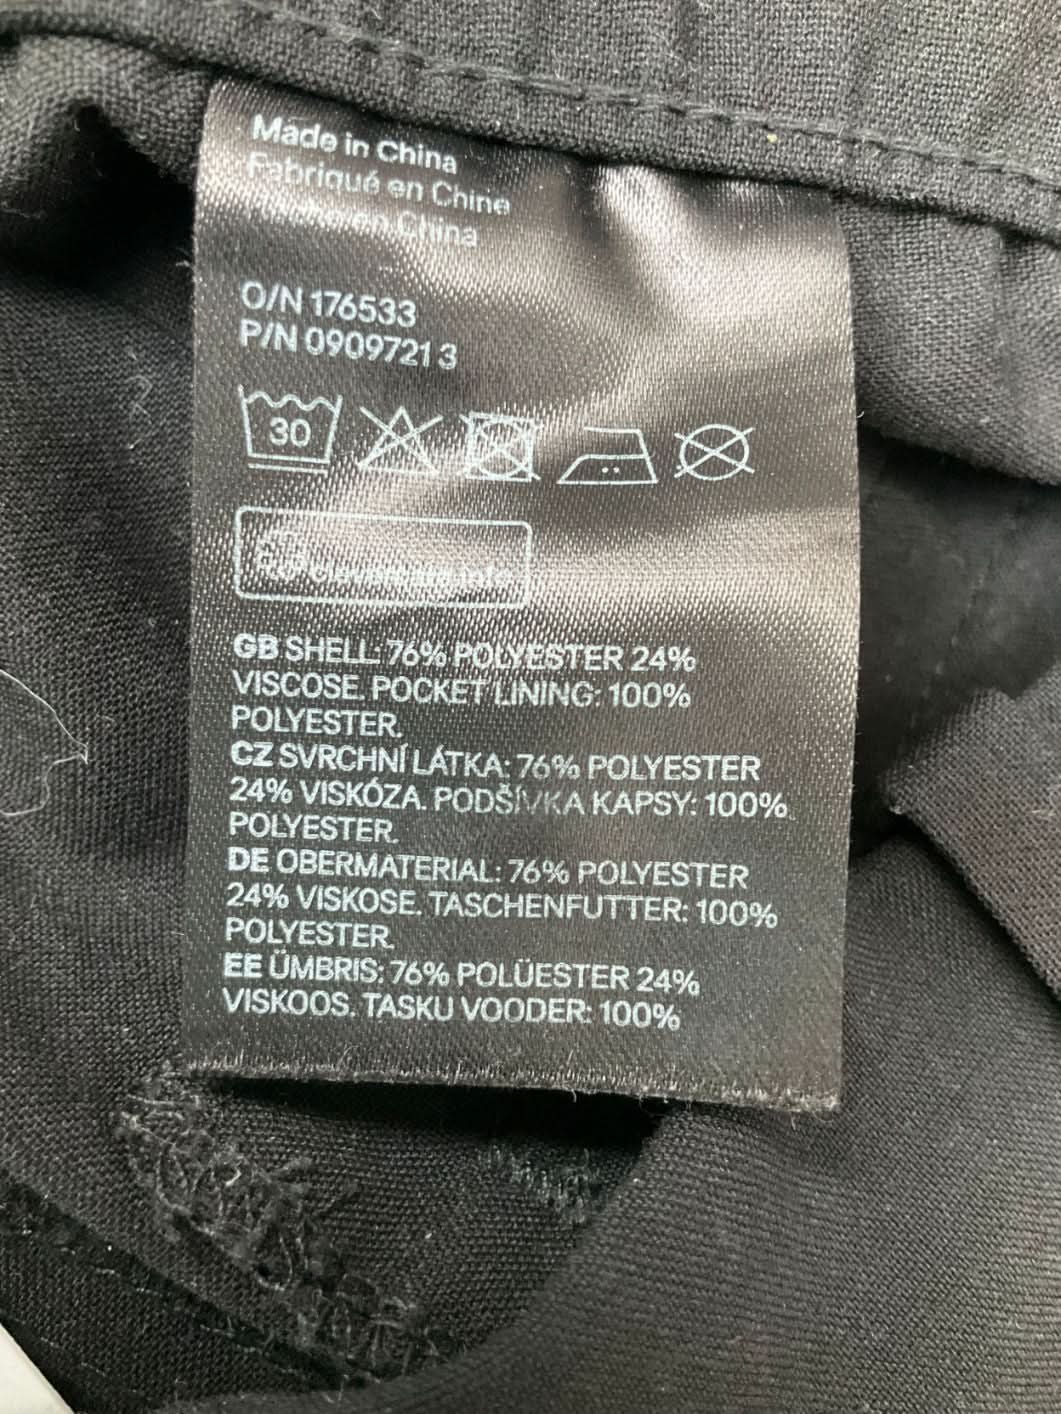 Made in China
Fabriqué en Chine
en China
O/N 176533
P/N 0909721 3
30
GB SHELL: 76% POLYESTER 24%
VISCOSE. POCKET LINING: 100%
POLYESTER.
CZ SVRCHNÍ LÁTKA: 76% POLYESTER
24% VISKÓZA. PODŠÍVKA KAPSY: 100%
POLYESTER.
DE OBERMATERIAL: 76% POLYESTER
24% VISKOSE. TASCHENFUTTER: 100%
POLYESTER.
EE ÜMBRIS: 76% POLÜESTER 24%
VISKOOS. TASKU VOODER: 100%